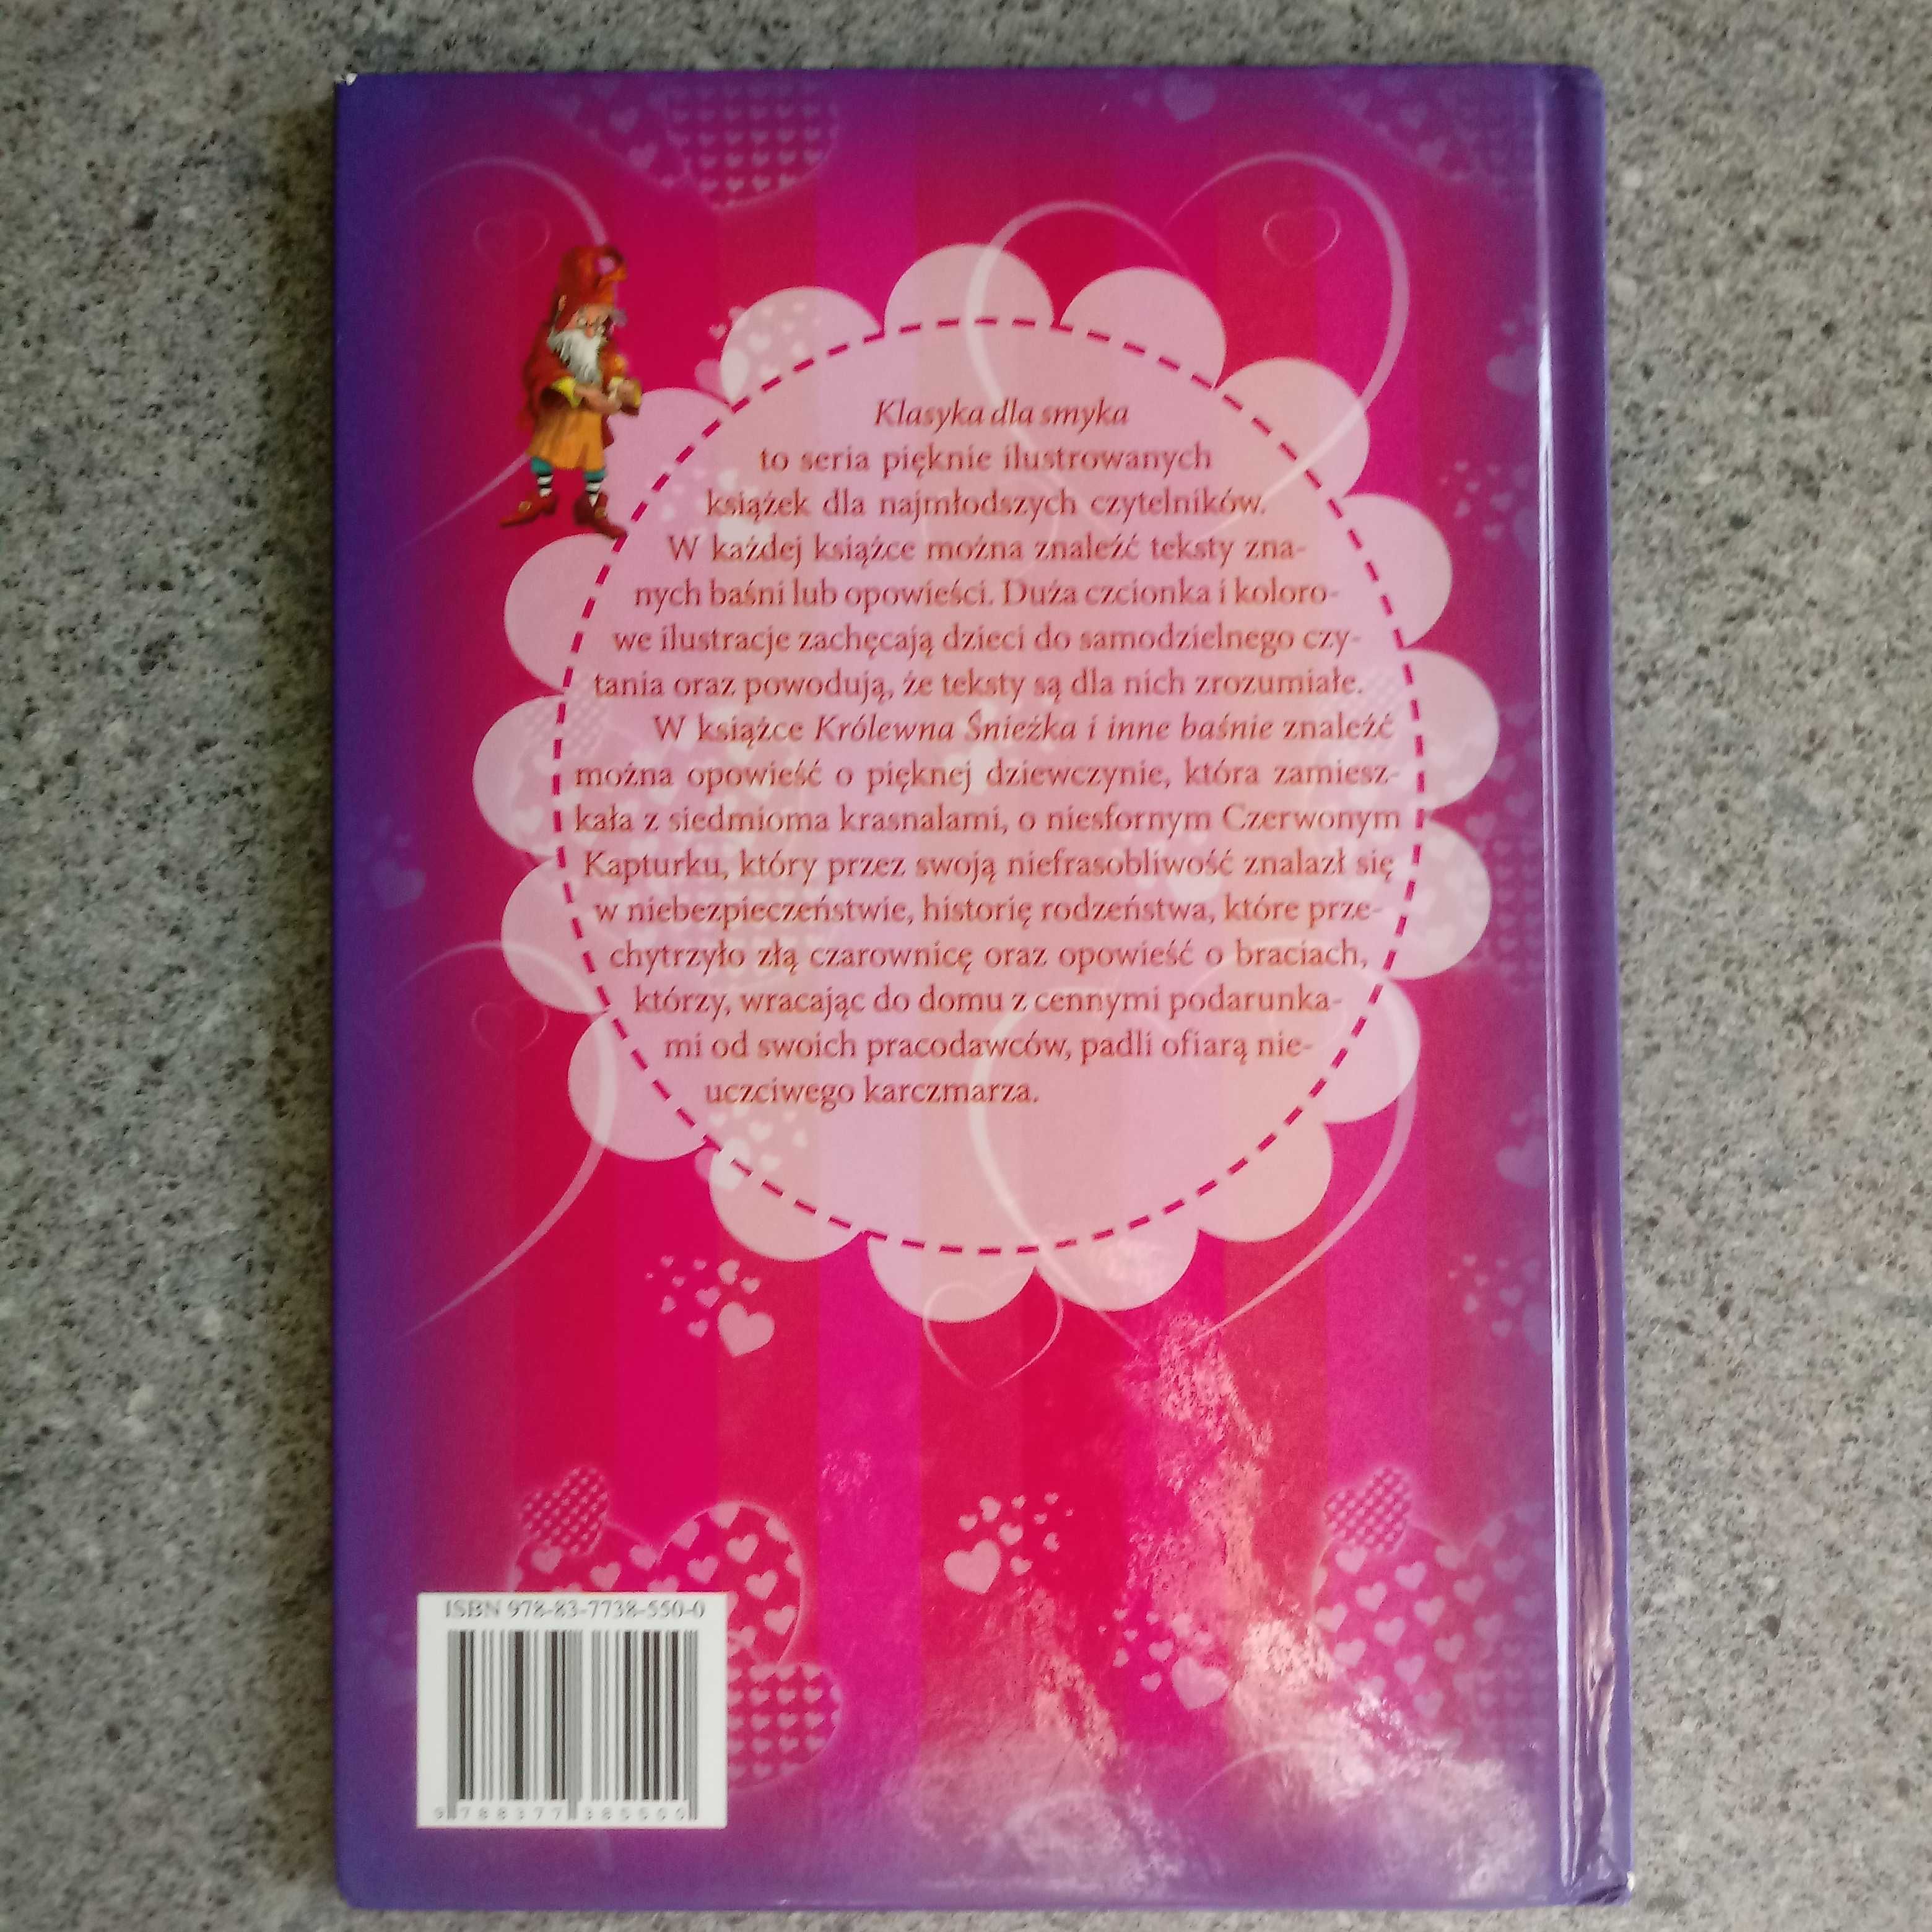 Klasyka dla smyka
to seria pięknie ilustrowanych
książek dla najmłodszych czytelników.
W każdej książce można znaleźć teksty zna-
nych baśni lub opowieści. Duża czcionka i koloro-
we ilustracje zachęcają dzieci do samodzielnego czy-
tania oraz powodują, że teksty są dla nich zrozumiałe.
W książce Królewna Śnieżka i inne baśnie znaleźć
można opowieść o pięknej dziewczynie, która zamiesz-
kała z siedmioma krasnalami, o niesfornym Czerwonym
Kapturku, który przez swoją niefrasobliwość znalazł się
w niebezpieczeństwie, historię rodzeństwa, które prze-
chytrzyło złą czarownicę oraz opowieść o braciach,
którzy, wracając do domu z cennymi podarunka-
mi od swoich pracodawców, padli ofiarą nie-
uczciwego karczmarza.
ISBN 978-83-7738-550-0
9 788377 385500